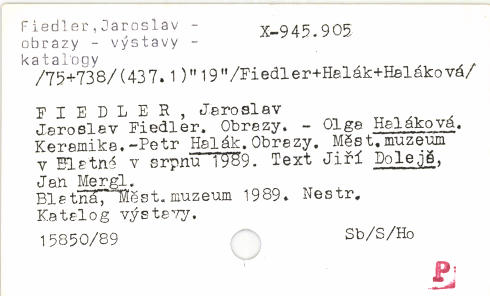 Fiedler,Jaroslav -
obrazy - výstavy -
katalogy
X-945.905
/75+738/(437.1)"19"/Fiedler+Halák+Haláková/
F I E D L E R, Jaroslav
Jaroslav Fiedler. Obrazy. - Olga Haláková.
Keramika.-Petr Halák.Obrazy. Měst.muzeum
v Blatné v srpnu 1989. Text Jiří Dolejš,
Jan Mergl.
Blatná, Měst.muzeum 1989. Nestr.
Katalog výstavy.
15850/89
Sb/S/Ho
P